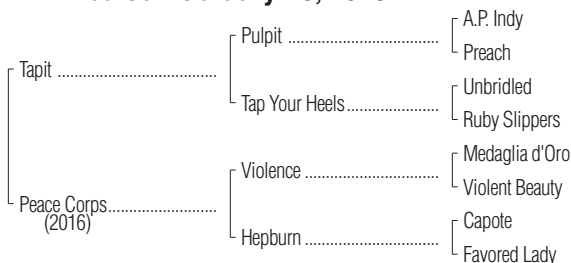 A.P. Indy
Pulpit
Preach
Tapit
Unbridled
Tap Your Heels
Ruby Slippers
Medaglia d'Oro
Violence
Violent Beauty
Peace Corps
(2016)
Capote
Hepburn
Favored Lady